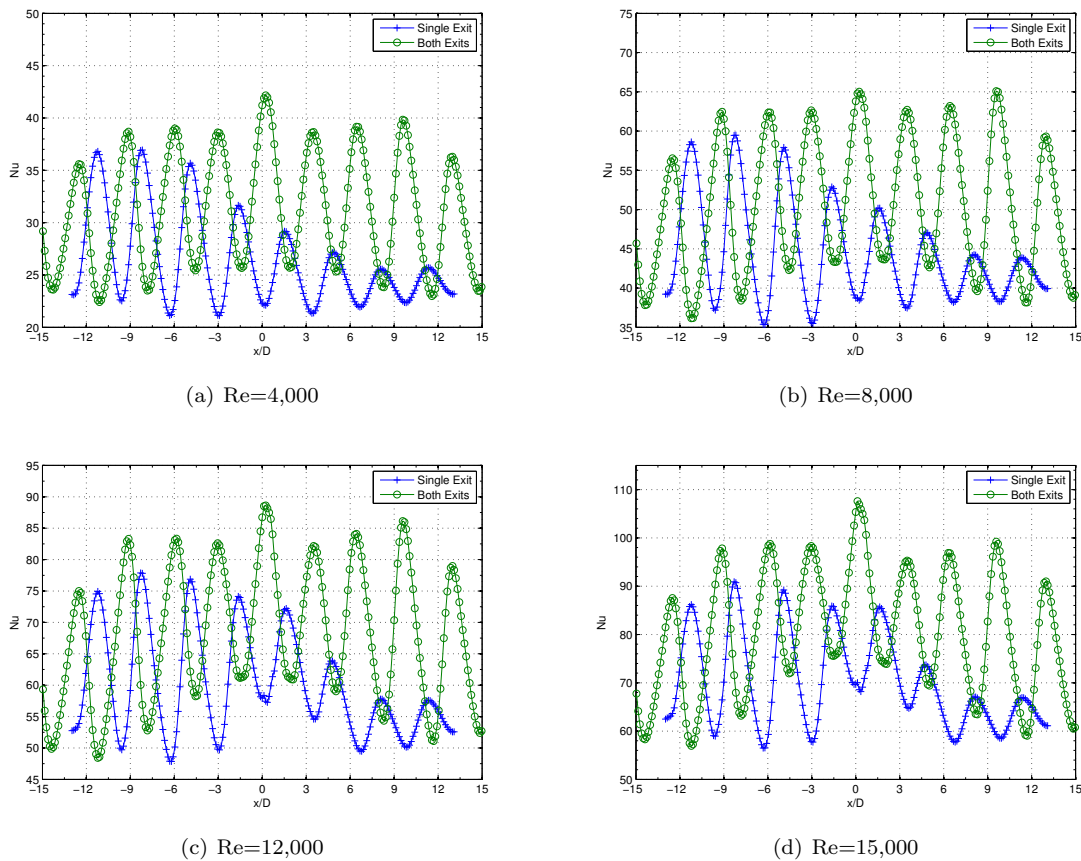 50
45
40
35
30
25
20
Nu
−15 −12 −9 −6 −3 0 3 6 9 12 15
x/D
Single Exit
Both Exits
(a) Re=4,000
75
70
65
60
55
50
45
40
35
Nu
−15 −12 −9 −6 −3 0 3 6 9 12 15
x/D
Single Exit
Both Exits
(b) Re=8,000
95
90
85
80
75
70
65
60
55
50
45
Nu
−15 −12 −9 −6 −3 0 3 6 9 12 15
x/D
Single Exit
Both Exits
(c) Re=12,000
110
100
90
80
70
60
50
Nu
−15 −12 −9 −6 −3 0 3 6 9 12 15
x/D
Single Exit
Both Exits
(d) Re=15,000